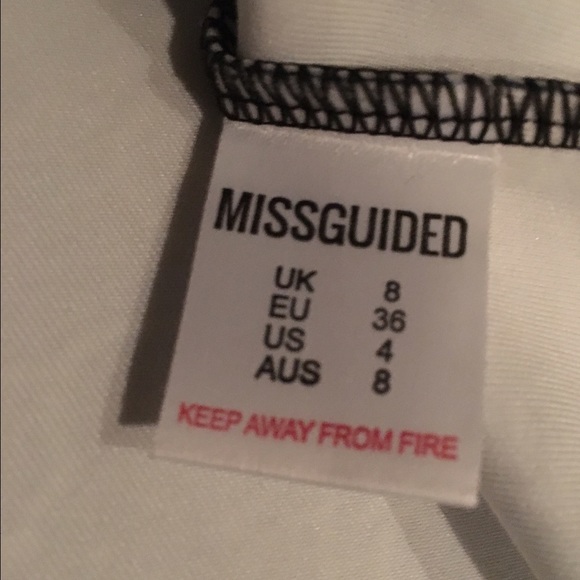 MISSGUIDED
UK 8
EU 36
US 4
AUS 8
KEEP AWAY FROM FIRE